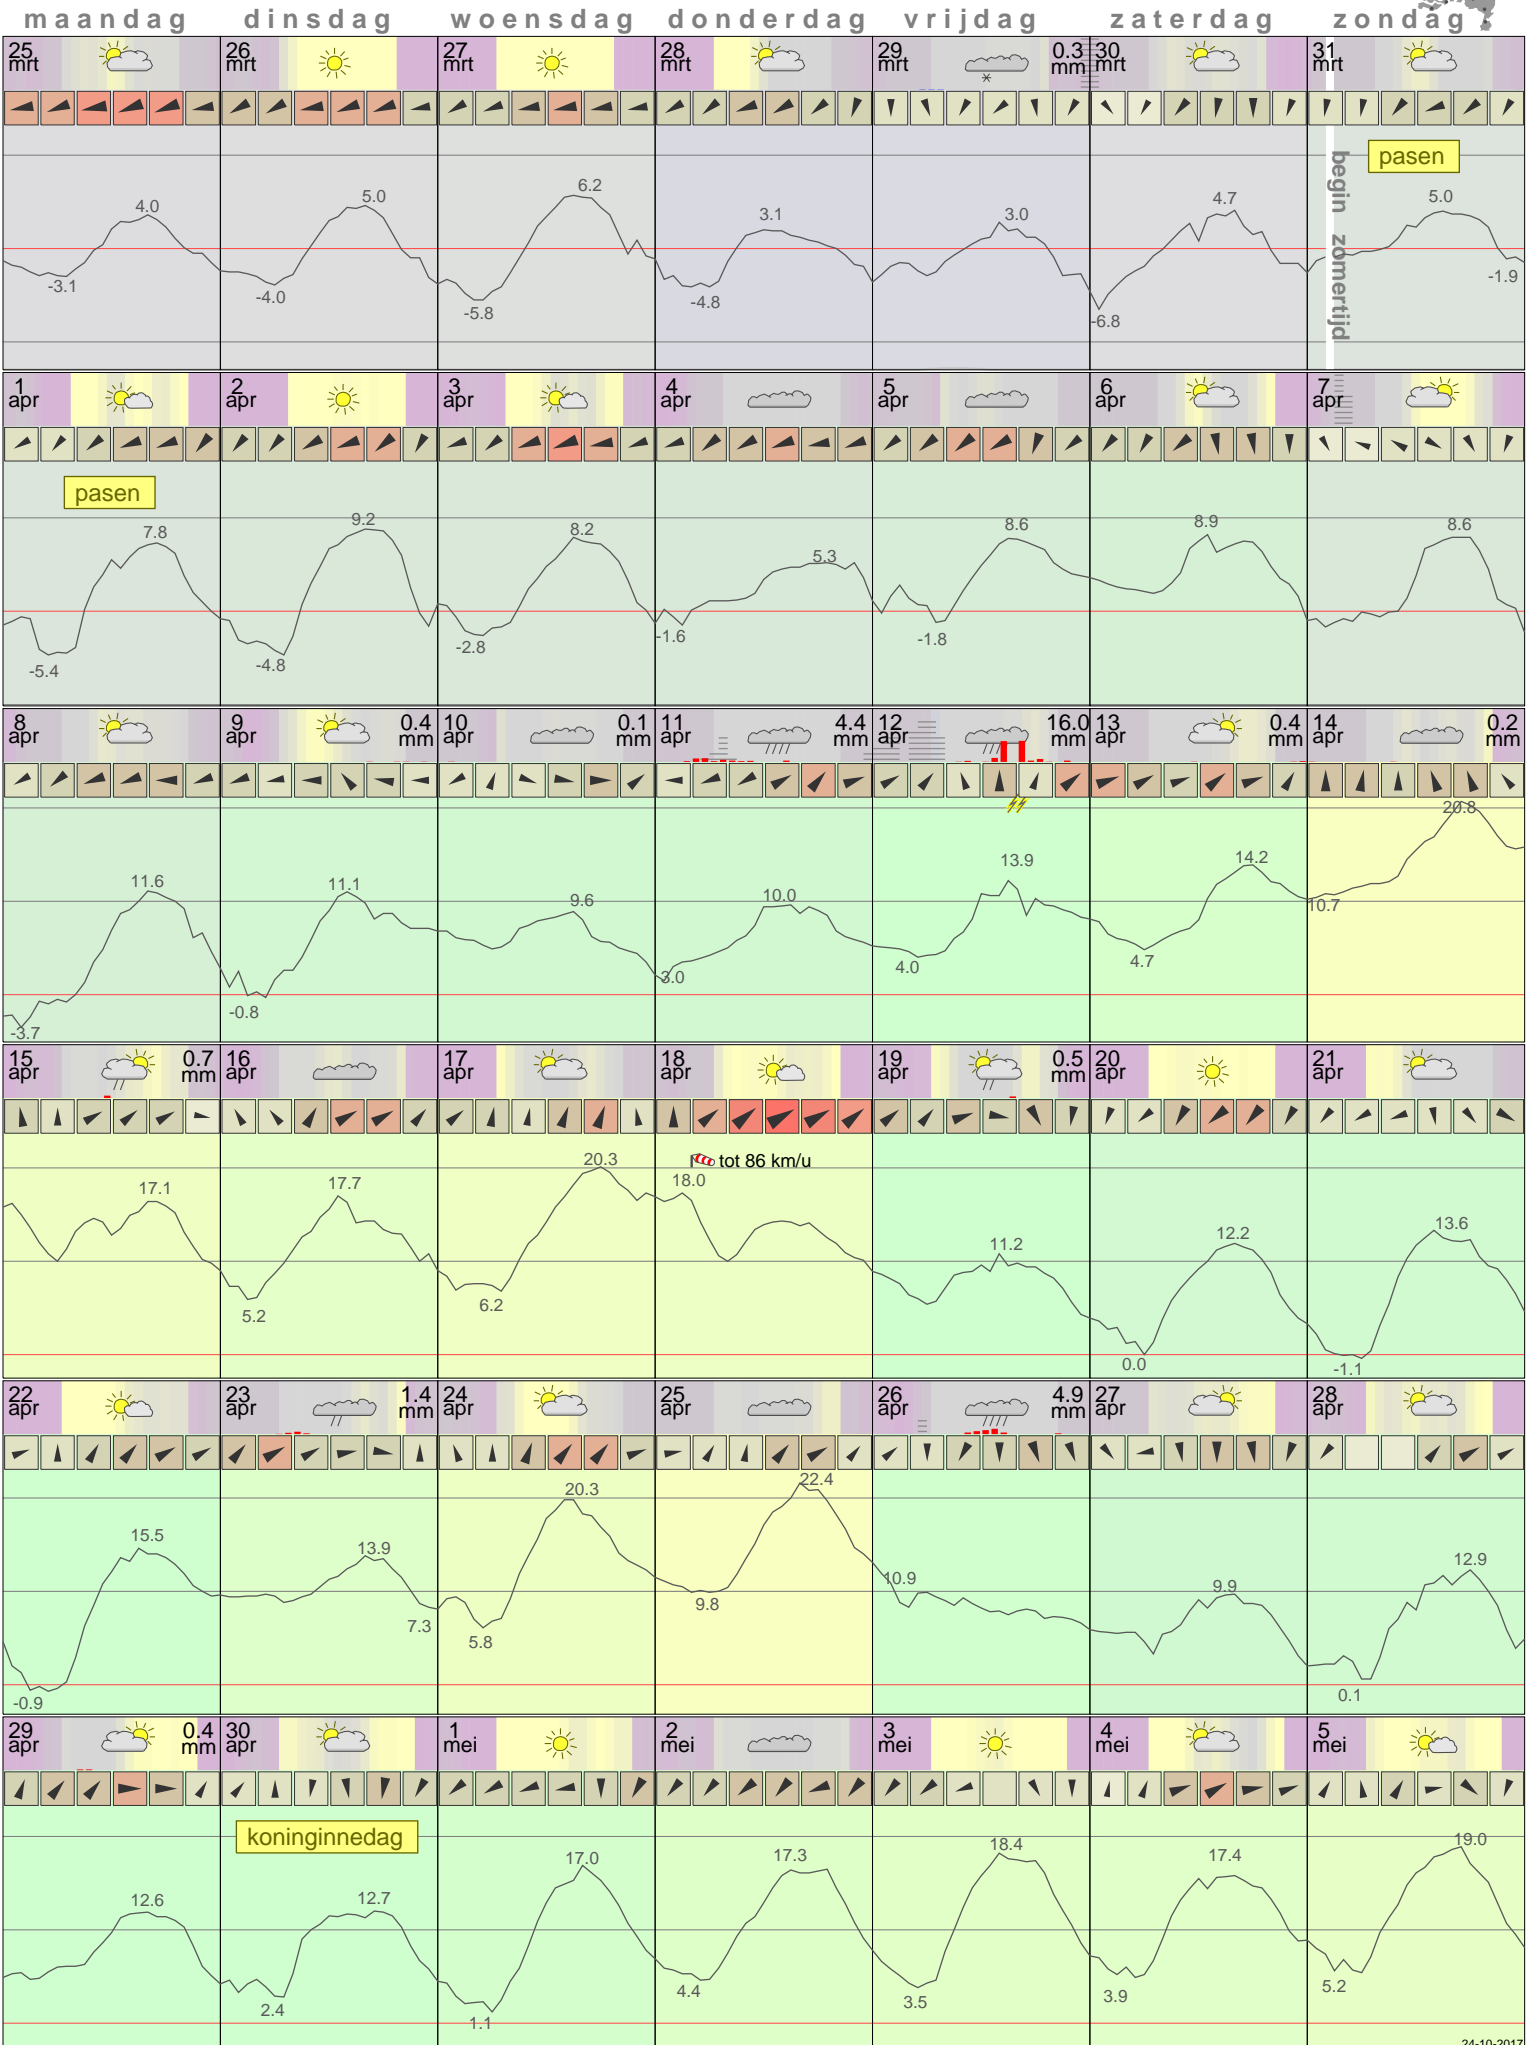 maandag dinsdag woensdag donderdag vrijdag zaterdag zondag
25 mrt 26 mrt 27 mrt 28 mrt 29 mrt 0.3 mm 30 mrt 31 mrt
pasen
begin zomertijd
4.0 5.0 6.2 3.1 3.0 4.7 5.0
-3.1 -4.0 -5.8 -4.8 -6.8 -1.9
1 apr 2 apr 3 apr 4 apr 5 apr 6 apr 7 apr
pasen
7.8 9.2 8.2 5.3 8.6 8.9 8.6
-5.4 -4.8 -2.8 -1.6 -1.8
8 apr 9 apr 0.4 mm 10 apr 0.1 mm 11 apr 4.4 mm 12 apr 16.0 mm 13 apr 0.4 mm 14 apr 0.2 mm
11.6 11.1 9.6 10.0 13.9 14.2 20.8
-3.7 -0.8 3.0 4.0 4.7 10.7
15 apr 0.7 mm 16 apr 17 apr 18 apr 19 apr 0.5 mm 20 apr 21 apr
tot 86 km/u
17.1 17.7 20.3 18.0 11.2 12.2 13.6
5.2 6.2 0.0 -1.1
22 apr 23 apr 1.4 mm 24 apr 25 apr 26 apr 4.9 mm 27 apr 28 apr
15.5 13.9 20.3 22.4 10.9 9.9 12.9
-0.9 7.3 5.8 9.8 0.1
29 apr 0.4 mm 30 apr 1 mei 2 mei 3 mei 4 mei 5 mei
koninginnedag
12.6 12.7 17.0 17.3 18.4 17.4 19.0
2.4 1.1 4.4 3.5 3.9 5.2
24-10-2017